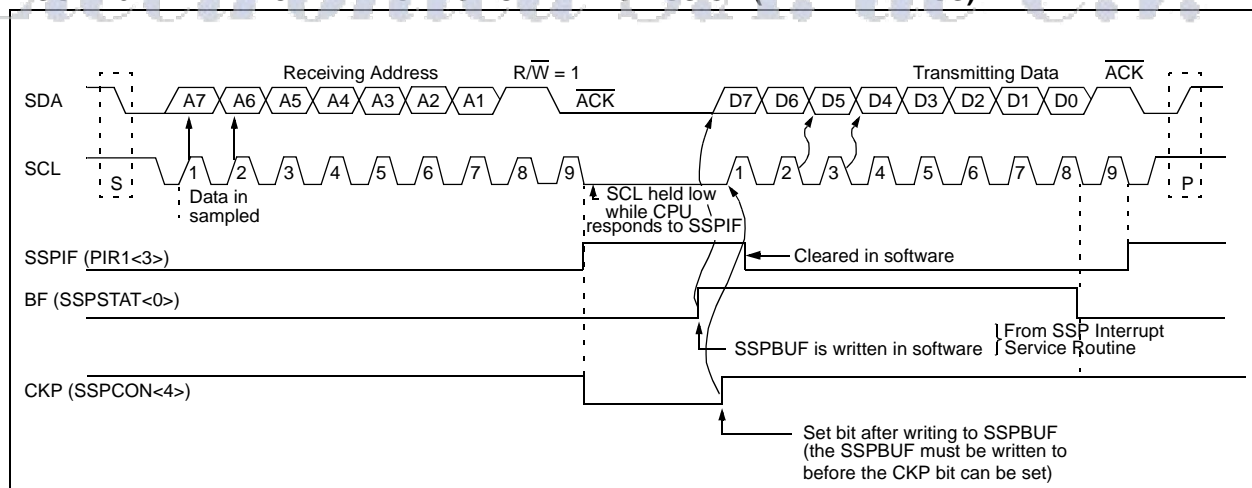 Receiving Address R/W = 1 Transmitting Data ACK
SDA A7 A6 A5 A4 A3 A2 A1 ACK D7 D6 D5 D4 D3 D2 D1 D0
SCL S 1 2 3 4 5 6 7 8 9 1 2 3 4 5 6 7 8 9 P
Data in
sampled
SCL held low
while CPU
responds to SSPIF
SSPIF (PIR1<3>)
Cleared in software
BF (SSPSTAT<0>)
SSPBUF is written in software
From SSP Interrupt
Service Routine
CKP (SSPCON<4>)
Set bit after writing to SSPBUF
(the SSPBUF must be written to
before the CKP bit can be set)